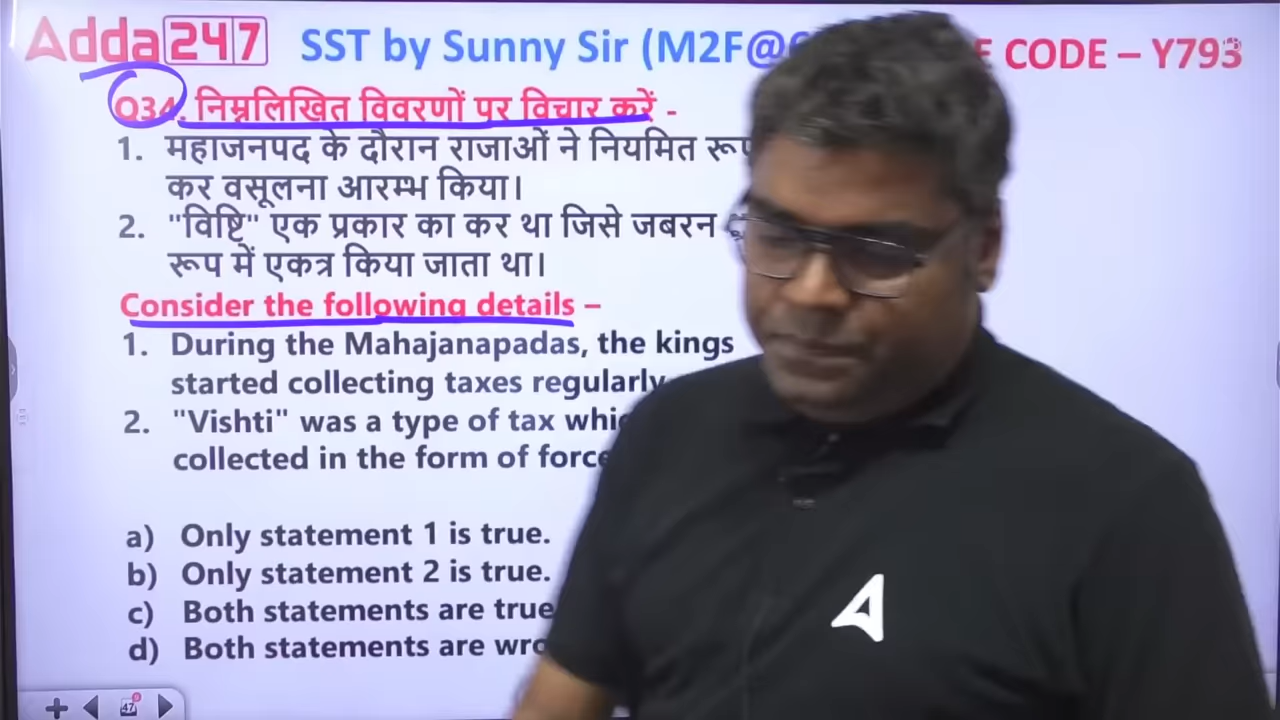 Adda 247 SST by Sunny Sir (M2F@ CODE – Y793
Q34. निम्नलिखित विवरणों पर विचार करें -
1. महाजनपद के दौरान राजाओं ने नियमित
कर वसूलना आरम्भ किया।
2. "विष्टि" एक प्रकार का कर था जिसे जबरन
रूप में एकत्र किया जाता था।
Consider the following details –
1. During the Mahajanapadas, the kings
started collecting taxes regularly
2. "Vishti" was a type of tax
collected in the form of
a) Only statement 1 is true.
b) Only statement 2 is true.
c) Both statements are true
d) Both statements are
47